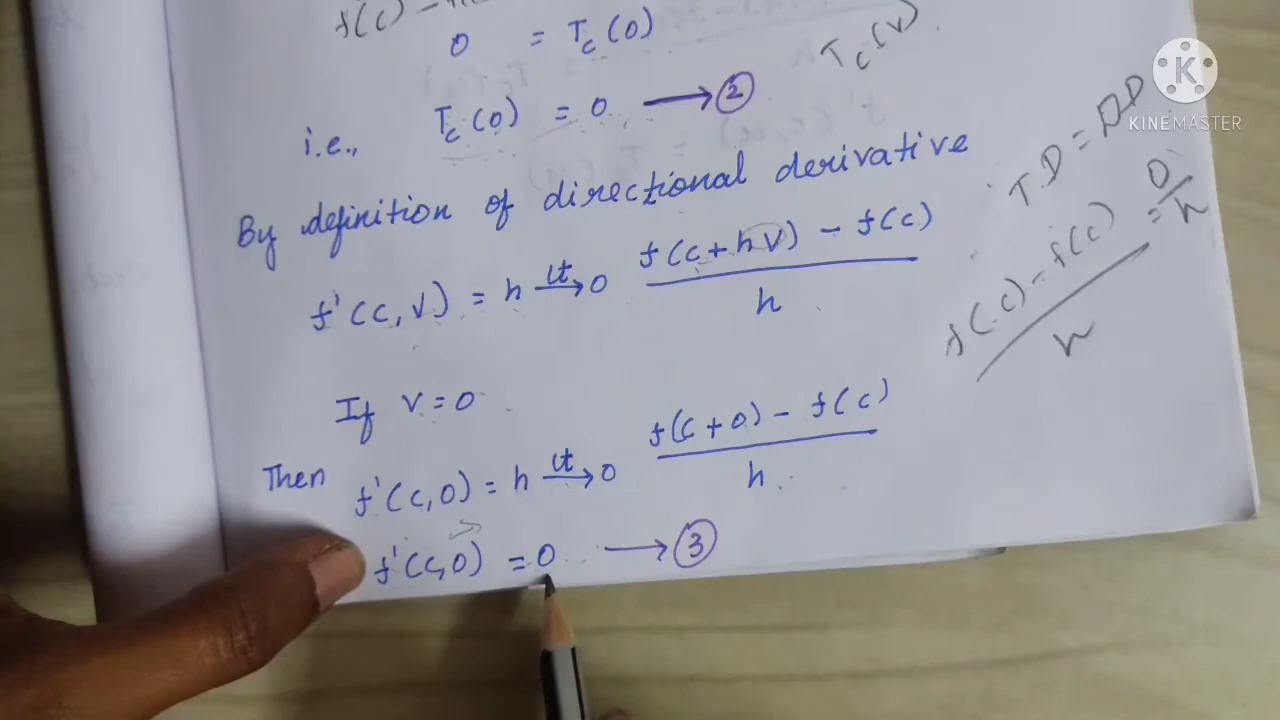 f(c) -
0 = T_c(0)
T_c(v)
i.e., T_c(0) = 0 → ②
KINEMASTER
T.D = DD
By definition of directional derivative
f'(c, v) = h lt→ 0 f(c+hv) - f(c) / h
f(c) - f(c) / h = 0 / h
If v = 0
Then f'(c, 0) = h lt→ 0 f(c+0) - f(c) / h
f'(c, 0) = 0 → ③